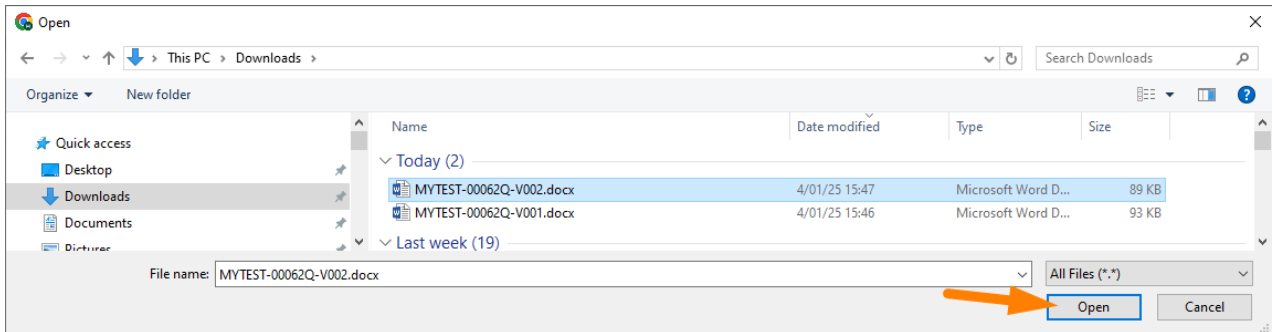 Open
This PC > Downloads >
Search Downloads
Organize
New folder
Name Date modified Type Size
Quick access
Today (2)
Desktop
MYTEST-00062Q-V002.docx 4/01/25 15:47 Microsoft Word D... 89 KB
Downloads
MYTEST-00062Q-V001.docx 4/01/25 15:46 Microsoft Word D... 93 KB
Documents
Last week (19)
Pictures
File name: MYTEST-00062Q-V002.docx All Files (*.*)
Open Cancel